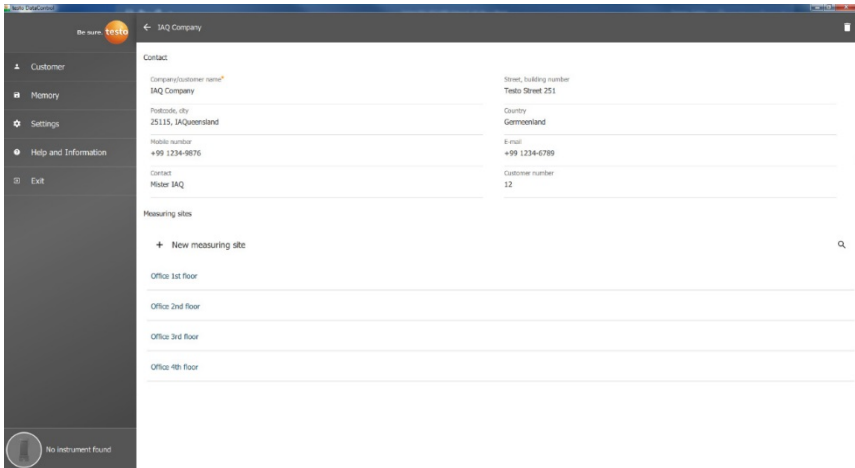 testo DataControl
Be sure. testo
Customer
Memory
Settings
Help and Information
Exit
No instrument found
← IAQ Company
Contact
Company/customer name*
IAQ Company
Street, building number
Testo Street 251
Postcode, city
25115, IAQueensland
Country
Germeenland
Mobile number
+99 1234-9876
E-mail
+99 1234-6789
Contact
Mister IAQ
Customer number
12
Measuring sites
+ New measuring site
Office 1st floor
Office 2nd floor
Office 3rd floor
Office 4th floor